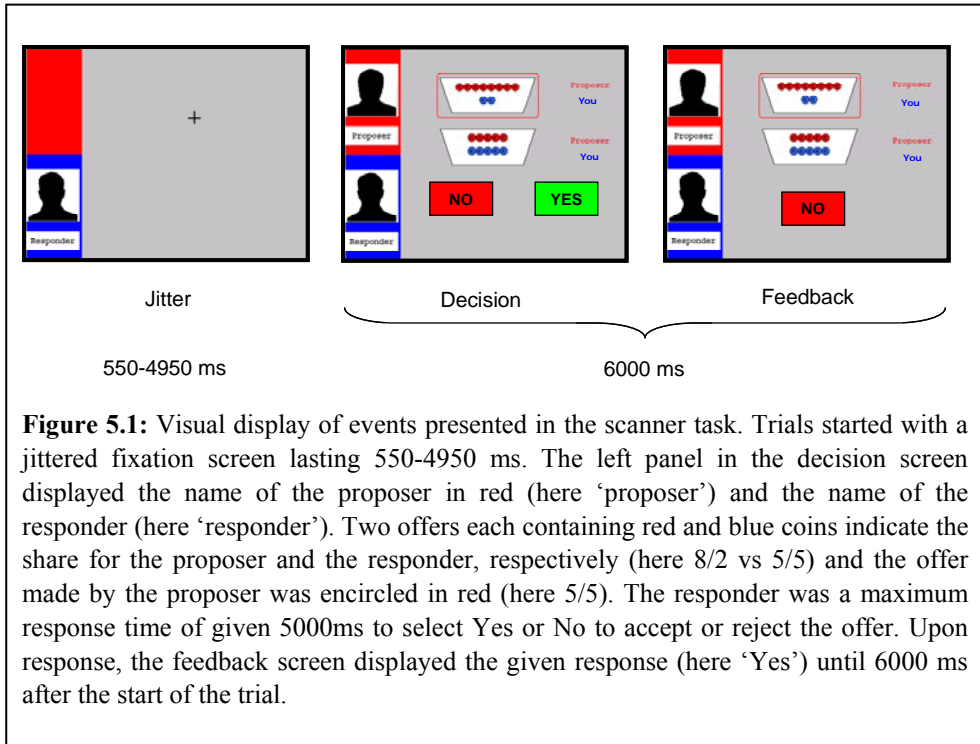 Proposer
You
Proposer
You
Proposer
You
Proposer
You
Proposer
Proposer
NO
YES
NO
Responder
Responder
Responder
Jitter
Decision
Feedback
550-4950 ms
6000 ms
Figure 5.1: Visual display of events presented in the scanner task. Trials started with a
jittered fixation screen lasting 550-4950 ms. The left panel in the decision screen
displayed the name of the proposer in red (here ‘proposer’) and the name of the
responder (here ‘responder’). Two offers each containing red and blue coins indicate the
share for the proposer and the responder, respectively (here 8/2 vs 5/5) and the offer
made by the proposer was encircled in red (here 5/5). The responder was a maximum
response time of given 5000ms to select Yes or No to accept or reject the offer. Upon
response, the feedback screen displayed the given response (here ‘Yes’) until 6000 ms
after the start of the trial.